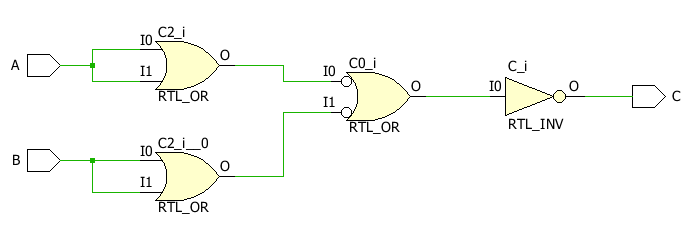 C2_i
I0
O
A
I1
RTL_OR
C0_i
I0
O
I1
RTL_OR
C_i
I0
O
C
RTL_INV
C2_i__0
I0
O
B
I1
RTL_OR